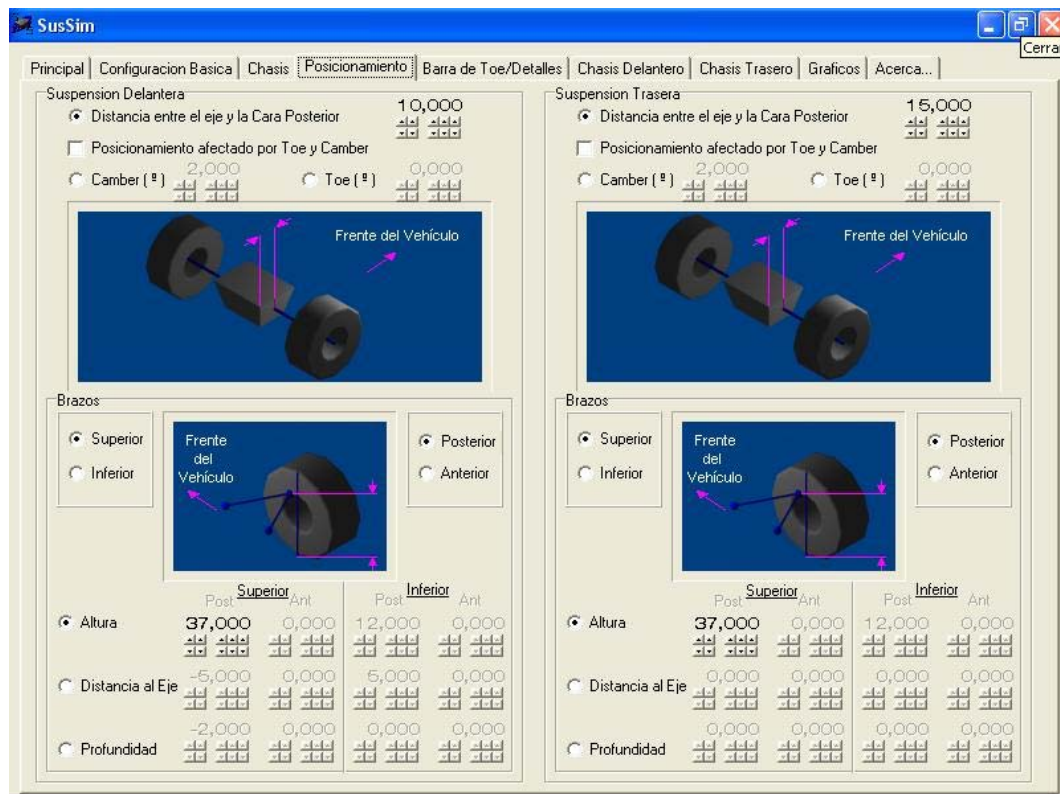 SusSim
Cerra
Principal Configuracion Basica Chasis Posicionamiento Barra de Toe/Detalles Chasis Delantero Chasis Trasero Graficos Acerca...
Suspension Delantera
Distancia entre el eje y la Cara Posterior 10,000
Posicionamiento afectado por Toe y Camber
Camber ( º ) 2,000 Toe ( º ) 0,000
Frente del Vehículo
Brazos
Superior
Inferior
Frente
del
Vehículo
Posterior
Anterior
Superior Inferior
Post Ant Post Ant
Altura 37,000 0,000 12,000 0,000
Distancia al Eje -5,000 0,000 5,000 0,000
Profundidad -2,000 0,000 0,000 0,000
Suspension Trasera
Distancia entre el eje y la Cara Posterior 15,000
Posicionamiento afectado por Toe y Camber
Camber ( º ) 2,000 Toe ( º ) 0,000
Frente del Vehículo
Brazos
Superior
Inferior
Frente
del
Vehículo
Posterior
Anterior
Superior Inferior
Post Ant Post Ant
Altura 37,000 0,000 12,000 0,000
Distancia al Eje 0,000 0,000 0,000 0,000
Profundidad 0,000 0,000 0,000 0,000